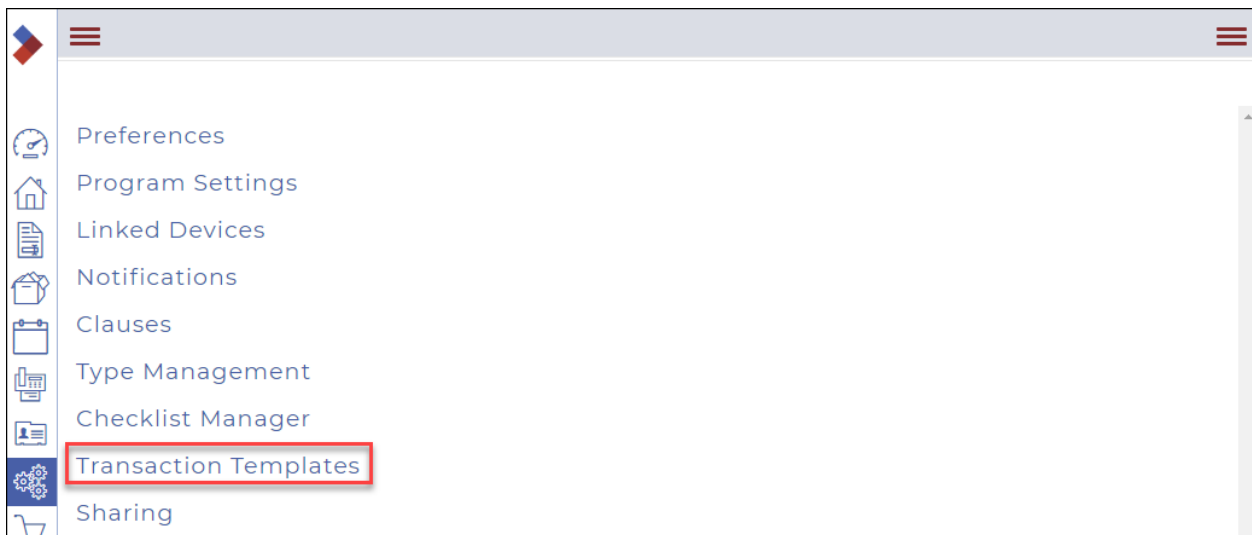 Preferences
Program Settings
Linked Devices
Notifications
Clauses
Type Management
Checklist Manager
Transaction Templates
Sharing